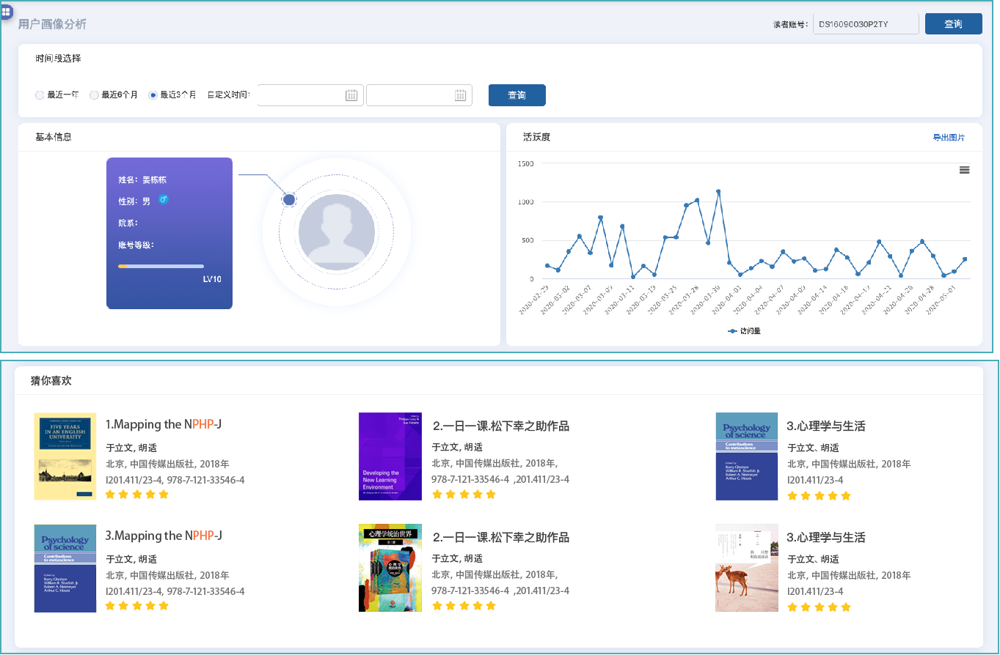 用户画像分析
读者账号: DS16090030P2TY 查询
时间段选择
最近一年 最近6个月 最近3个月 自定义时间: 查询
基本信息
姓名: 姜栋栋
性别: 男
院系:
账号等级:
LV10
活跃度 导出图片
1500
1000
500
0
2020-02-29 2020-03-02 2020-03-07 2020-03-09 2020-03-11 2020-03-19 2020-03-25 2020-03-28 2020-03-30 2020-04-01 2020-04-04 2020-04-07 2020-04-09 2020-04-14 2020-04-16 2020-04-19 2020-04-21 2020-04-26 2020-04-28 2020-05-01
访问量
猜你喜欢
FIVE YEARS
IN AN ENGLISH
UNIVERSITY
1.Mapping the NPHP-J
于立文, 胡适
北京, 中国传媒出版社, 2018年
I201.411/23-4, 978-7-121-33546-4
Developing the
New Learning
Environment
2.一日一课.松下幸之助作品
于立文, 胡适
北京, 中国传媒出版社, 2018年,
978-7-121-33546-4 ,201.411/23-4
Psychology
of science
Contributions
to metascience
Edited by
Barry Gholson
William R. Shadish, Jr.
Robert A. Neimeyer
Arthur C. Houts
3.心理学与生活
于立文、胡适
北京, 中国传媒出版社, 2018年
I201.411/23-4
Psychology
of science
Contributions
to metascience
Edited by
Barry Gholson
William R. Shadish, Jr.
Robert A. Neimeyer
Arthur C. Houts
3.Mapping the NPHP-J
于立文, 胡适
北京, 中国传媒出版社, 2018年
I201.411/23-4, 978-7-121-33546-4
心理学统治世界
2.一日一课.松下幸之助作品
于立文, 胡适
北京, 中国传媒出版社, 2018年,
978-7-121-33546-4 ,201.411/23-4
3.心理学与生活
于立文、胡适
北京, 中国传媒出版社, 2018年
I201.411/23-4